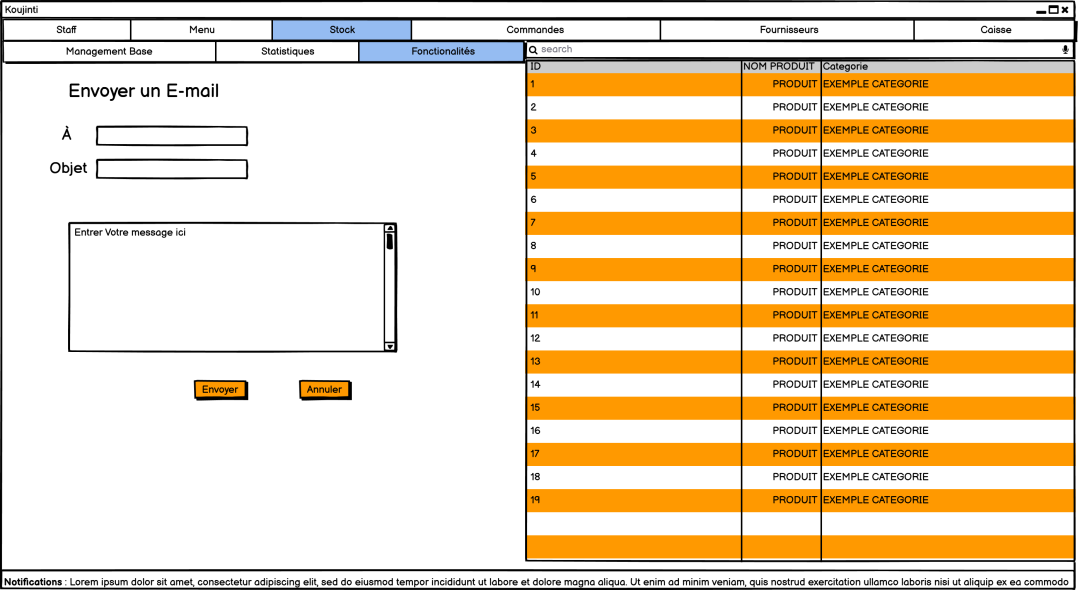 Koujinti
Staff Menu Stock Commandes Fournisseurs Caisse
Management Base Statistiques Fonctionalités
search
Envoyer un E-mail
À
Objet
Entrer Votre message ici
Envoyer Annuler
ID NOM PRODUIT Categorie
1 PRODUIT EXEMPLE CATEGORIE
2 PRODUIT EXEMPLE CATEGORIE
3 PRODUIT EXEMPLE CATEGORIE
4 PRODUIT EXEMPLE CATEGORIE
5 PRODUIT EXEMPLE CATEGORIE
6 PRODUIT EXEMPLE CATEGORIE
7 PRODUIT EXEMPLE CATEGORIE
8 PRODUIT EXEMPLE CATEGORIE
9 PRODUIT EXEMPLE CATEGORIE
10 PRODUIT EXEMPLE CATEGORIE
11 PRODUIT EXEMPLE CATEGORIE
12 PRODUIT EXEMPLE CATEGORIE
13 PRODUIT EXEMPLE CATEGORIE
14 PRODUIT EXEMPLE CATEGORIE
15 PRODUIT EXEMPLE CATEGORIE
16 PRODUIT EXEMPLE CATEGORIE
17 PRODUIT EXEMPLE CATEGORIE
18 PRODUIT EXEMPLE CATEGORIE
19 PRODUIT EXEMPLE CATEGORIE
Notifications : Lorem ipsum dolor sit amet, consectetur adipiscing elit, sed do eiusmod tempor incididunt ut labore et dolore magna aliqua. Ut enim ad minim veniam, quis nostrud exercitation ullamco laboris nisi ut aliquip ex ea commodo